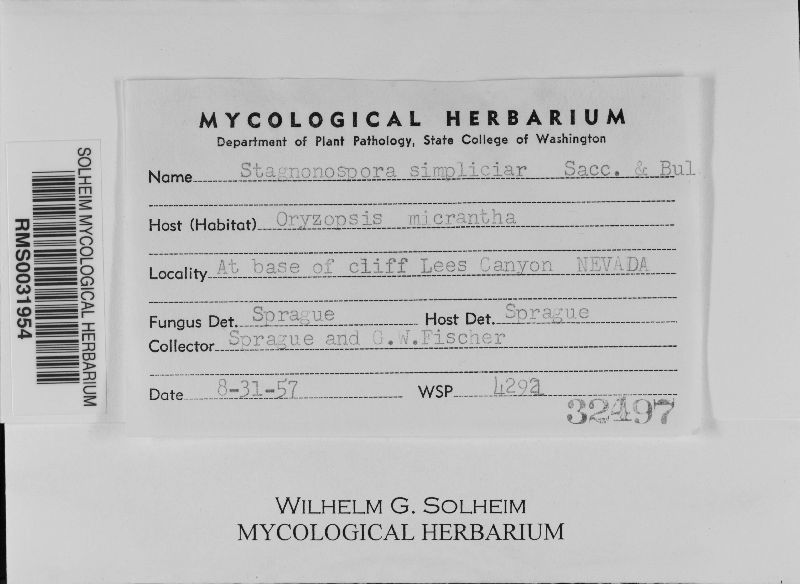 MYCOLOGICAL HERBARIUM
Department of Plant Pathology, State College of Washington
Name Stagnonospora simpliciar Sacc. & Bul
Host (Habitat) Oryzopsis micrantha
Locality At base of cliff Lees Canyon NEVADA
Fungus Det. Sprague Host Det. Sprague
Collector Sprague and G.W.Fischer
Date 8-31-57 WSP 4292
32497
SOLHEIM MYCOLOGICAL HERBARIUM
RMS0031954
WILHELM G. SOLHEIM
MYCOLOGICAL HERBARIUM